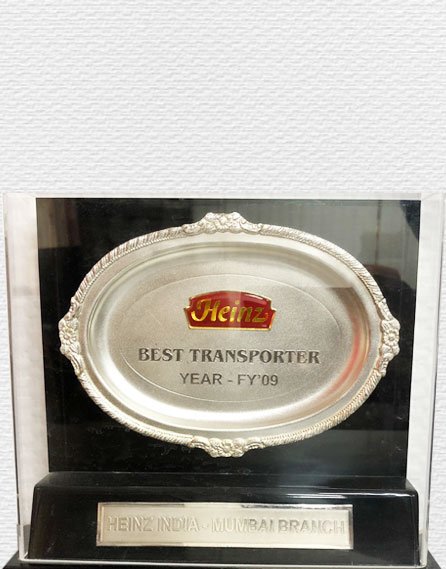 Heinz
BEST TRANSPORTER
YEAR - FY'09
HEINZ INDIA - MUMBAI BRANCH